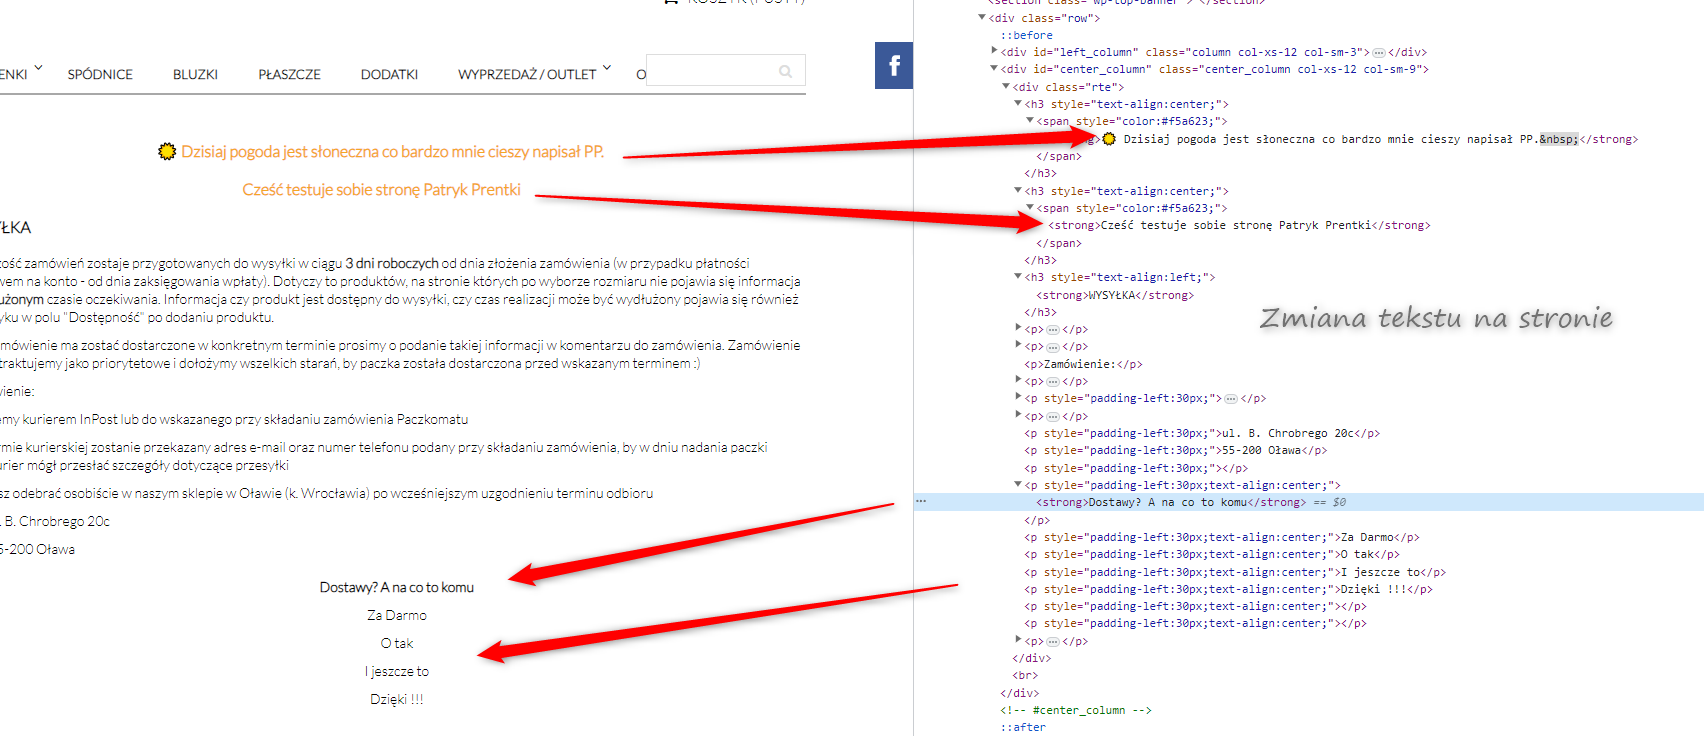 KOSZYK (PUSTY)
ENKI SPÓDNICE BLUZKI PŁASZCZE DODATKI WYPRZEDAŻ / OUTLET O
f
Dzisiaj pogoda jest słoneczna co bardzo mnie cieszy napisał PP.
Cześć testuje sobie stronę Patryk Prentki
YŁKA
tość zamówień zostaje przygotowanych do wysyłki w ciągu 3 dni roboczych od dnia złożenia zamówienia (w przypadku płatności
wem na konto - od dnia zaksięgowania wpłaty). Dotyczy to produktów, na stronie których po wyborze rozmiaru nie pojawia się informacja
użonym czasie oczekiwania. Informacja czy produkt jest dostępny do wysyłki, czy czas realizacji może być wydłużony pojawia się również
yku w polu "Dostępność" po dodaniu produktu.
mówienie ma zostać dostarczone w konkretnym terminie prosimy o podanie takiej informacji w komentarzu do zamówienia. Zamówienie
traktujemy jako priorytetowe i dołożymy wszelkich starań, by paczka została dostarczona przed wskazanym terminem :)
ienie:
emy kurierem InPost lub do wskazanego przy składaniu zamówienia Paczkomatu
rmie kurierskiej zostanie przekazany adres e-mail oraz numer telefonu podany przy składaniu zamówienia, by w dniu nadania paczki
urier mógł przesłać szczegóły dotyczące przesyłki
sz odebrać osobiście w naszym sklepie w Oławie (k. Wrocławia) po wcześniejszym uzgodnieniu terminu odbioru
. B. Chrobrego 20c
5-200 Oława
Dostawy? A na co to komu
Za Darmo
O tak
I jeszcze to
Dzięki !!!
<section class="wp-top-banner"> </section>
<div class="row">
::before
<div id="left_column" class="column col-xs-12 col-sm-3">…</div>
<div id="center_column" class="center_column col-xs-12 col-sm-9">
<div class="rte">
<h3 style="text-align:center;">
<span style="color:#f5a623;">
ng> Dzisiaj pogoda jest słoneczna co bardzo mnie cieszy napisał PP.&nbsp;</strong>
</span>
</h3>
<h3 style="text-align:center;">
<span style="color:#f5a623;">
<strong>Cześć testuje sobie stronę Patryk Prentki</strong>
</span>
</h3>
<h3 style="text-align:left;">
<strong>WYSYŁKA</strong>
</h3>
<p>…</p>
<p>…</p>
<p>Zamówienie:</p>
<p>…</p>
<p style="padding-left:30px;">…</p>
<p>…</p>
<p style="padding-left:30px;">ul. B. Chrobrego 20c</p>
<p style="padding-left:30px;">55-200 Oława</p>
<p style="padding-left:30px;"></p>
<p style="padding-left:30px;text-align:center;">
… <strong>Dostawy? A na co to komu</strong> == $0
</p>
<p style="padding-left:30px;text-align:center;">Za Darmo</p>
<p style="padding-left:30px;text-align:center;">O tak</p>
<p style="padding-left:30px;text-align:center;">I jeszcze to</p>
<p style="padding-left:30px;text-align:center;">Dzięki !!!</p>
<p style="padding-left:30px;text-align:center;"></p>
<p style="padding-left:30px;text-align:center;"></p>
<p>…</p>
</div>
<br>
</div>
<!-- #center_column -->
::after
Zmiana tekstu na stronie